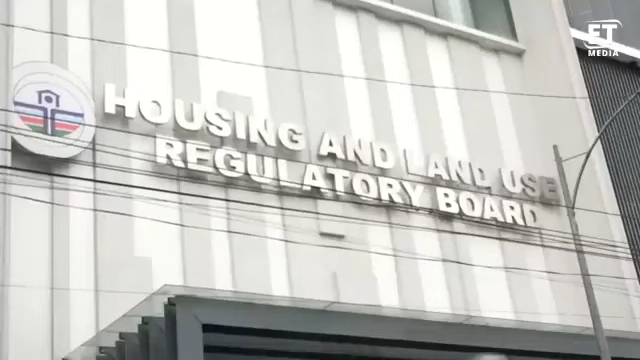 ET
MEDIA
HOUSING AND LAND USE
REGULATORY BOARD